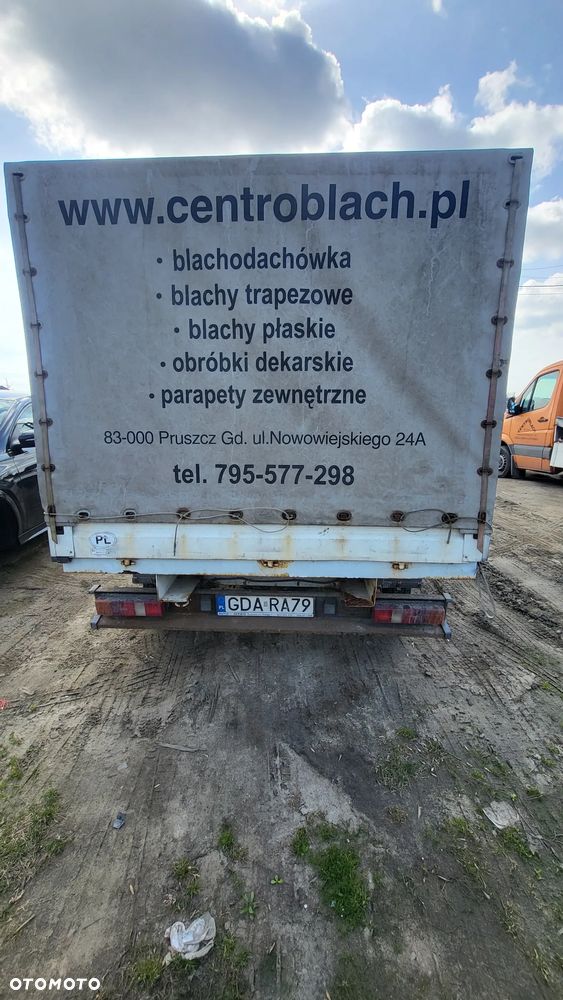 www.centroblach.pl
• blachodachówka
• blachy trapezowe
• blachy płaskie
• obróbki dekarskie
• parapety zewnętrzne
83-000 Pruszcz Gd. ul.Nowowiejskiego 24A
tel. 795-577-298
PL
GDA RA79
OTOMOTO